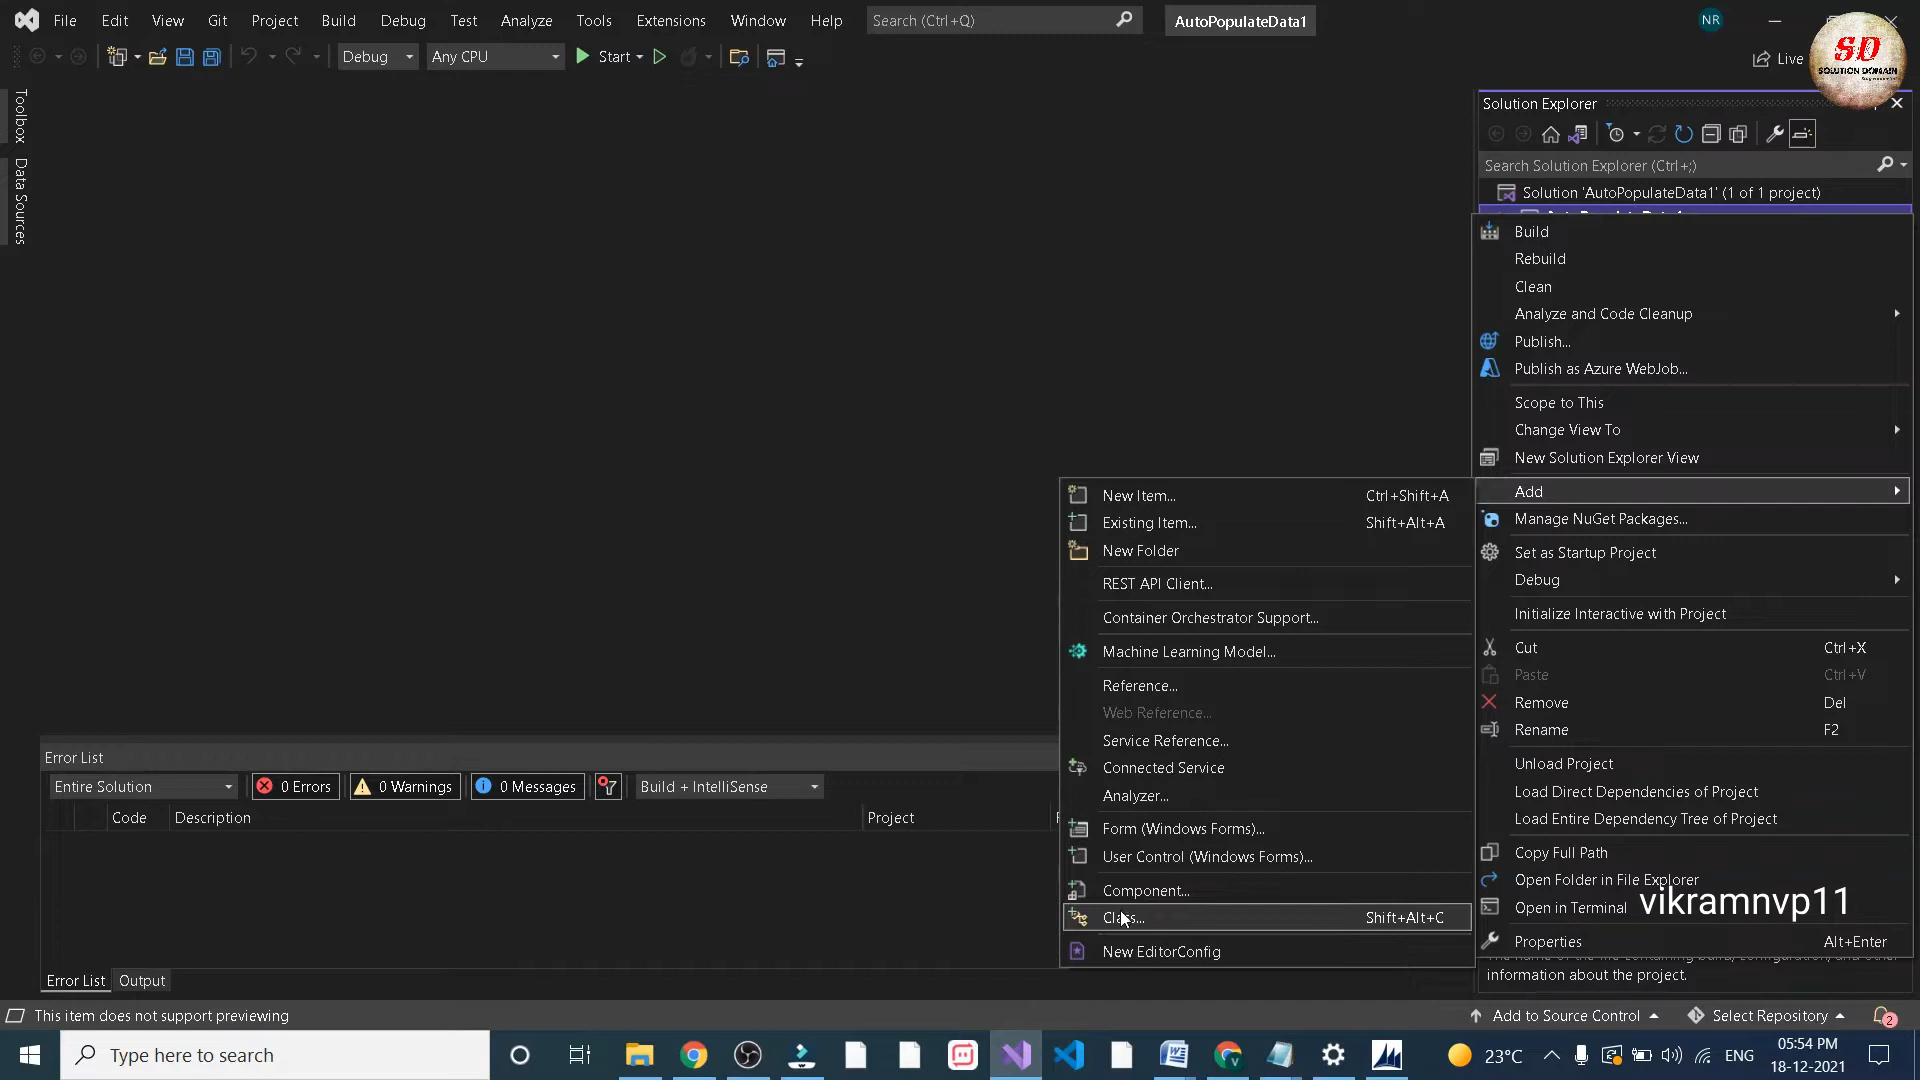 File Edit View Git Project Build Debug Test Analyze Tools Extensions Window Help Search (Ctrl+Q) AutoPopulateData1 NR
Debug Any CPU Start Live
SD
SOLUTION DOMAIN
Toolbox
Data Sources
Solution Explorer
Search Solution Explorer (Ctrl+;)
Solution 'AutoPopulateData1' (1 of 1 project)
Build
Rebuild
Clean
Analyze and Code Cleanup
Publish...
Publish as Azure WebJob...
Scope to This
Change View To
New Solution Explorer View
Add
Manage NuGet Packages...
Set as Startup Project
Debug
Initialize Interactive with Project
Cut Ctrl+X
Paste Ctrl+V
Remove Del
Rename F2
Unload Project
Load Direct Dependencies of Project
Load Entire Dependency Tree of Project
Copy Full Path
Open Folder in File Explorer
Open in Terminal
vikramnvp11
Properties Alt+Enter
information about the project.
New Item... Ctrl+Shift+A
Existing Item... Shift+Alt+A
New Folder
REST API Client...
Container Orchestrator Support...
Machine Learning Model...
Reference...
Web Reference...
Service Reference...
Connected Service
Analyzer...
Form (Windows Forms)...
User Control (Windows Forms)...
Component...
Class... Shift+Alt+C
New EditorConfig
Error List
Entire Solution 0 Errors 0 Warnings 0 Messages Build + IntelliSense
Code Description Project
Error List Output
This item does not support previewing Add to Source Control Select Repository 2
Type here to search 23°C ENG 05:54 PM
18-12-2021